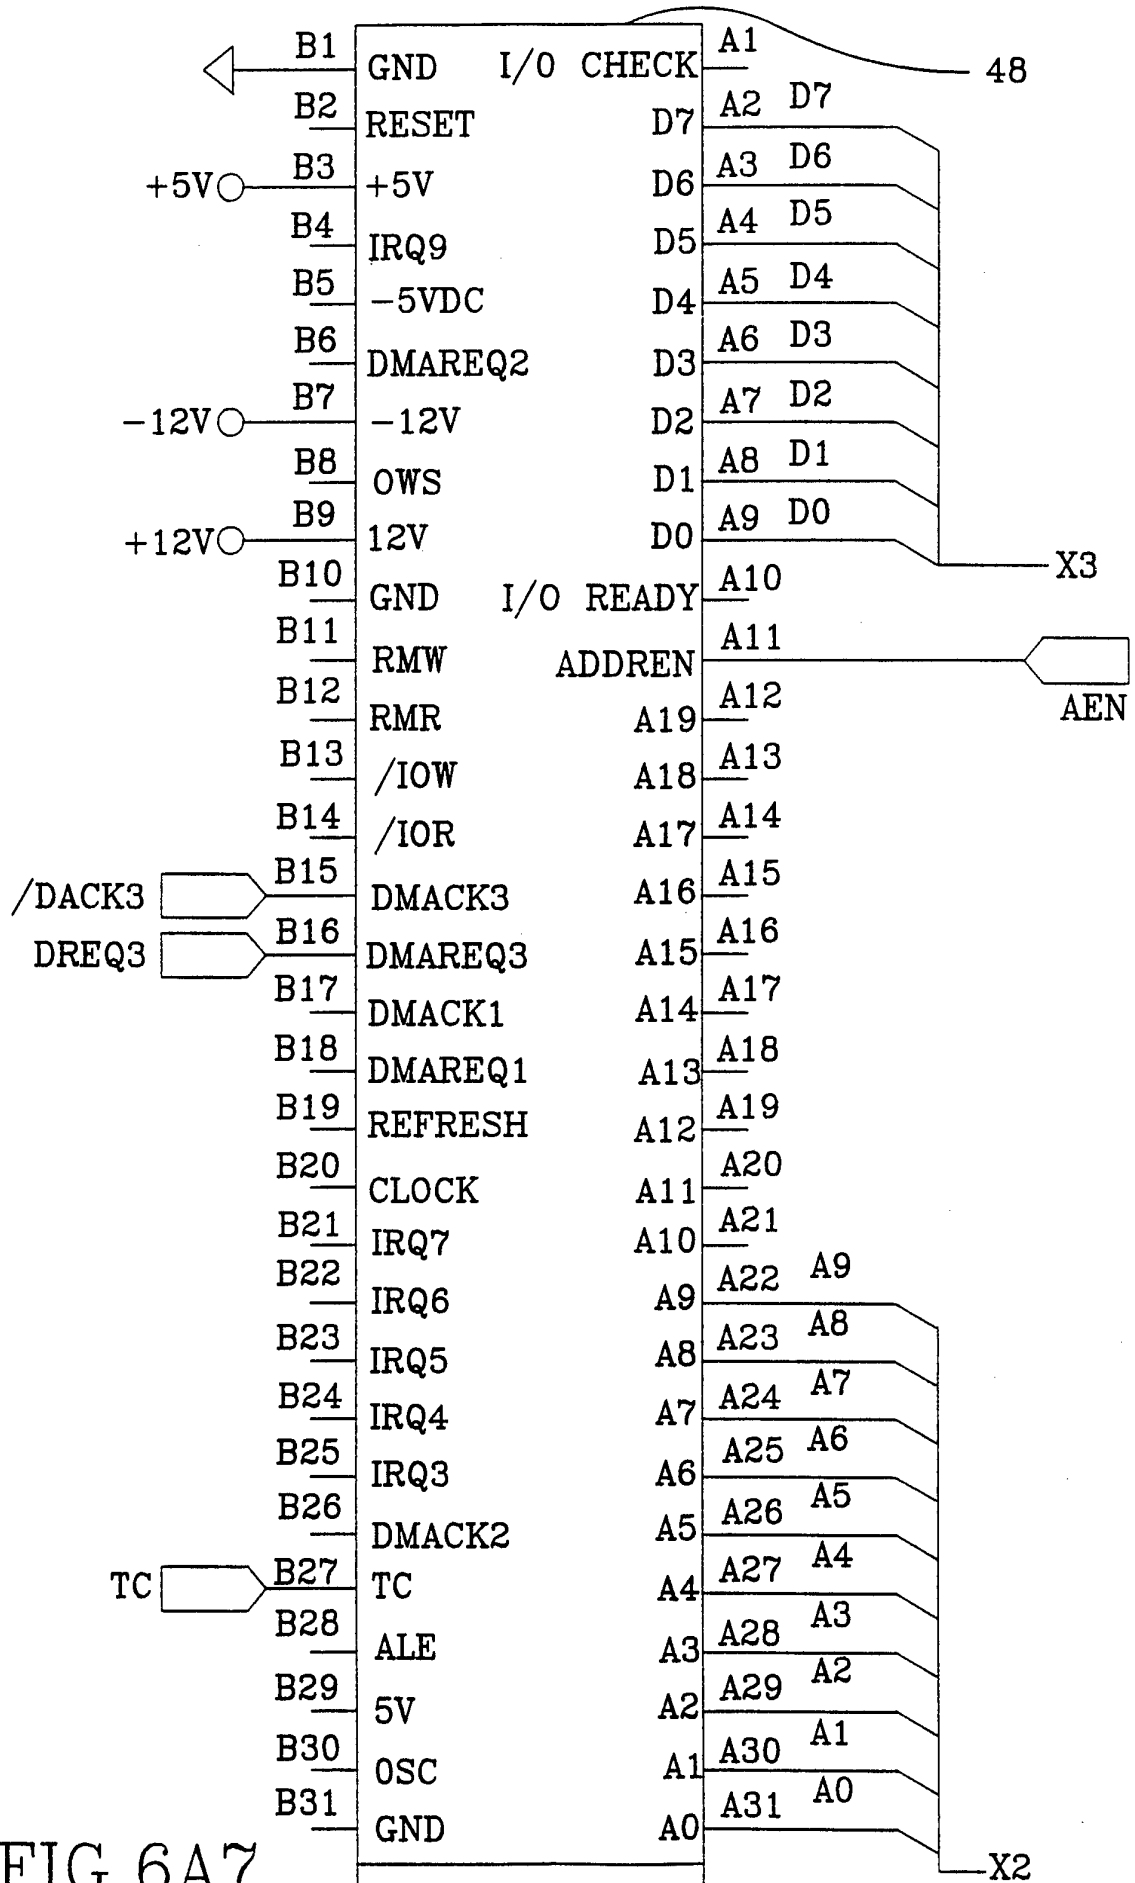 B1 GND I/O CHECK A1 48
B2 RESET D7 A2 D7
+5V B3 +5V D6 A3 D6
B4 IRQ9 D5 A4 D5
B5 -5VDC D4 A5 D4
B6 DMAREQ2 D3 A6 D3
-12V B7 -12V D2 A7 D2
B8 OWS D1 A8 D1
+12V B9 12V D0 A9 D0
X3
B10 GND I/O READY A10
B11 RMW ADDREN A11
AEN
B12 RMR A19 A12
B13 /IOW A18 A13
B14 /IOR A17 A14
/DACK3 B15 DMACK3 A16 A15
DREQ3 B16 DMAREQ3 A15 A16
B17 DMACK1 A14 A17
B18 DMAREQ1 A13 A18
B19 REFRESH A12 A19
B20 CLOCK A11 A20
B21 IRQ7 A10 A21
B22 IRQ6 A9 A22 A9
B23 IRQ5 A8 A23 A8
B24 IRQ4 A7 A24 A7
B25 IRQ3 A6 A25 A6
B26 DMACK2 A5 A26 A5
TC B27 TC A4 A27 A4
B28 ALE A3 A28 A3
B29 5V A2 A29 A2
B30 OSC A1 A30 A1
B31 GND A0 A31 A0
X2
FIG 6A7